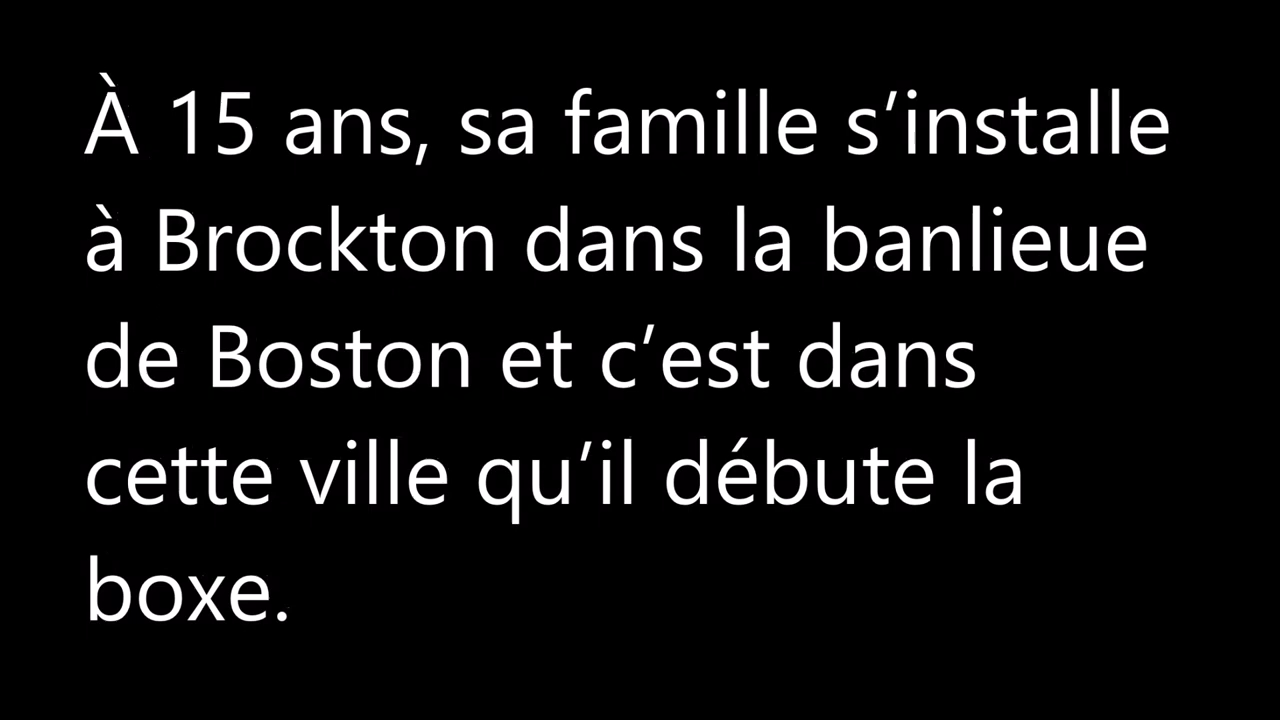 À 15 ans, sa famille s’installe
à Brockton dans la banlieue
de Boston et c’est dans
cette ville qu’il débute la
boxe.